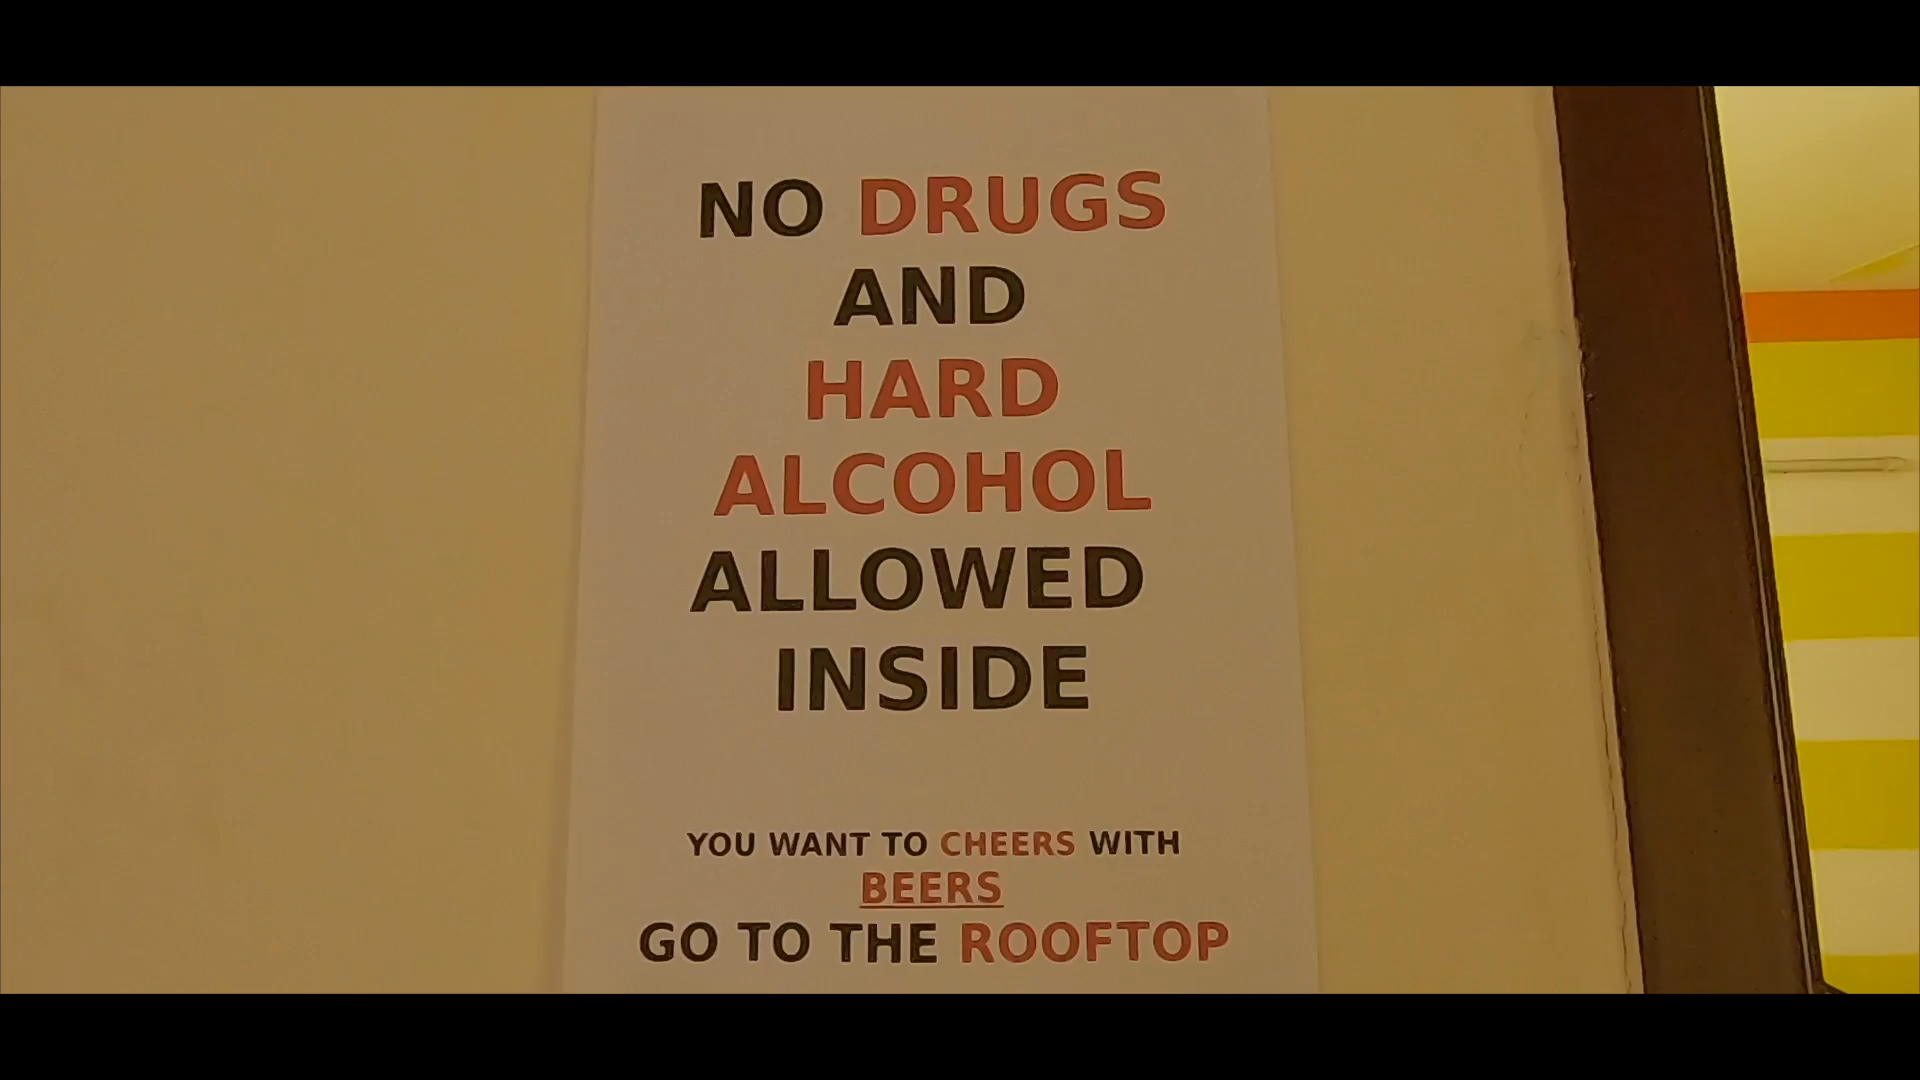 NO DRUGS
AND
HARD
ALCOHOL
ALLOWED
INSIDE
YOU WANT TO CHEERS WITH
BEERS
GO TO THE ROOFTOP